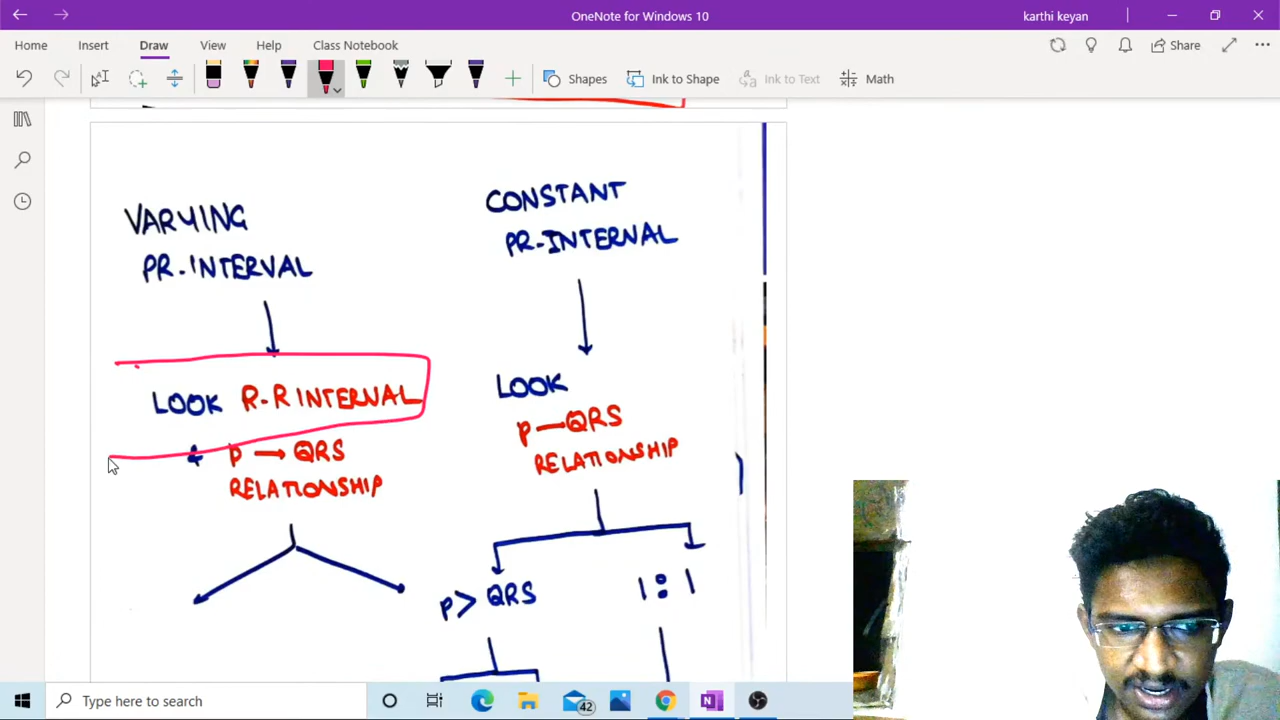 OneNote for Windows 10
karthi keyan
Home
Insert
Draw
View
Help
Class Notebook
Share
Shapes
Ink to Shape
Ink to Text
Math
VARYING
PR-INTERVAL
LOOK R-R INTERNAL
& P → QRS
RELATIONSHIP
CONSTANT
PR-INTERNAL
LOOK
P → QRS
RELATIONSHIP
P > QRS
1:1
Type here to search
42